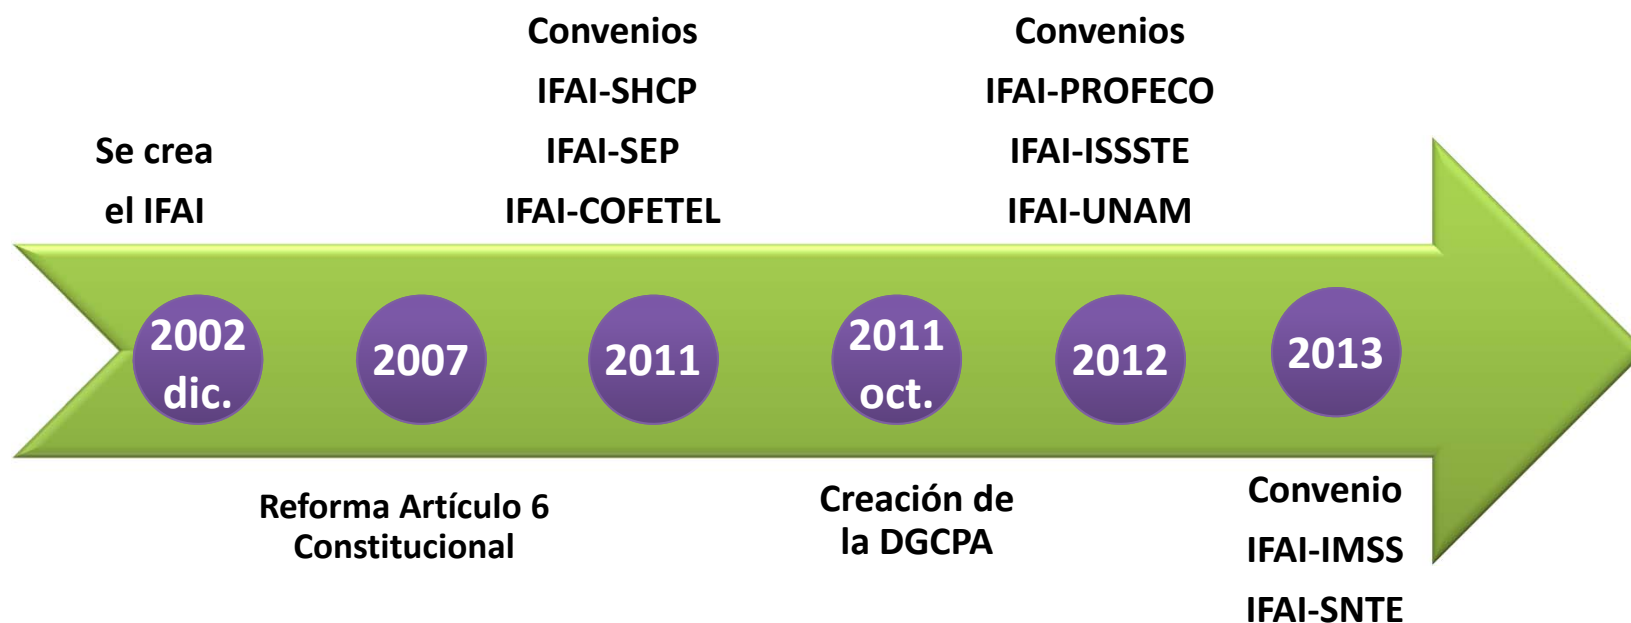 Se crea
el IFAI
2002
dic.
2007
Reforma Artículo 6
Constitucional
Convenios
IFAI-SHCP
IFAI-SEP
IFAI-COFETEL
2011
2011
oct.
Creación de
la DGCPA
Convenios
IFAI-PROFECO
IFAI-ISSSTE
IFAI-UNAM
2012
2013
Convenio
IFAI-IMSS
IFAI-SNTE